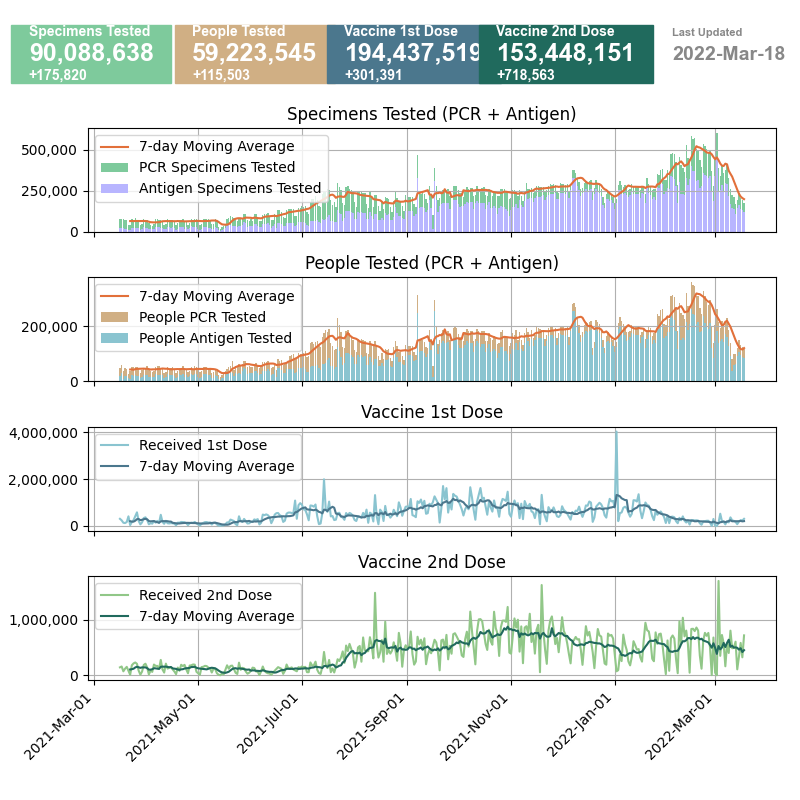 Specimens Tested
90,088,638
+175,820
People Tested
59,223,545
+115,503
Vaccine 1st Dose
194,437,519
+301,391
Vaccine 2nd Dose
153,448,151
+718,563
Last Updated
2022-Mar-18
Specimens Tested (PCR + Antigen)
500,000
250,000
0
7-day Moving Average
PCR Specimens Tested
Antigen Specimens Tested
People Tested (PCR + Antigen)
200,000
0
7-day Moving Average
People PCR Tested
People Antigen Tested
Vaccine 1st Dose
4,000,000
2,000,000
0
Received 1st Dose
7-day Moving Average
Vaccine 2nd Dose
1,000,000
0
Received 2nd Dose
7-day Moving Average
2021-Mar-01
2021-May-01
2021-Jul-01
2021-Sep-01
2021-Nov-01
2022-Jan-01
2022-Mar-01